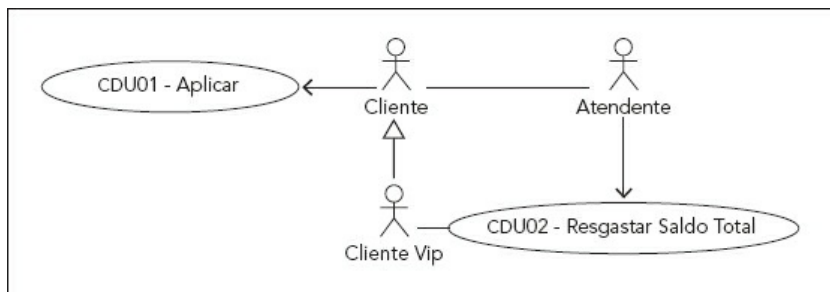 CDU01 - Aplicar
Cliente
Atendente
CDU02 - Resgastar Saldo Total
Cliente Vip